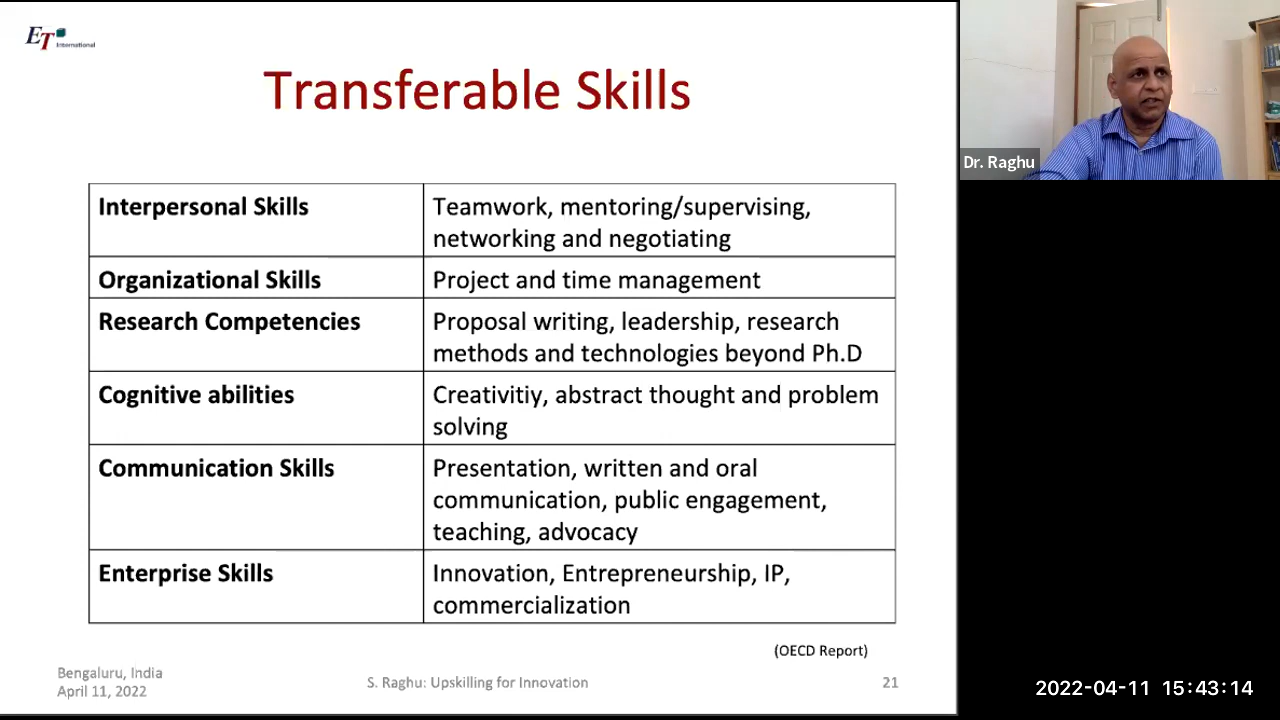 ET International
Transferable Skills
Dr. Raghu
Interpersonal Skills
Teamwork, mentoring/supervising,
networking and negotiating
Organizational Skills
Project and time management
Research Competencies
Proposal writing, leadership, research
methods and technologies beyond Ph.D
Cognitive abilities
Creativitiy, abstract thought and problem
solving
Communication Skills
Presentation, written and oral
communication, public engagement,
teaching, advocacy
Enterprise Skills
Innovation, Entrepreneurship, IP,
commercialization
(OECD Report)
Bengaluru, India
April 11, 2022
S. Raghu: Upskilling for Innovation
21
2022-04-11 15:43:14